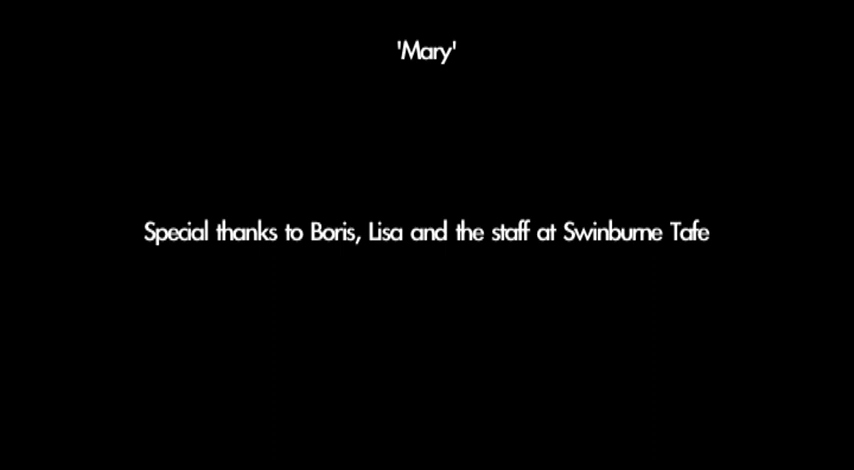 'Mary'
Special thanks to Boris, Lisa and the staff at Swinburne Tafe